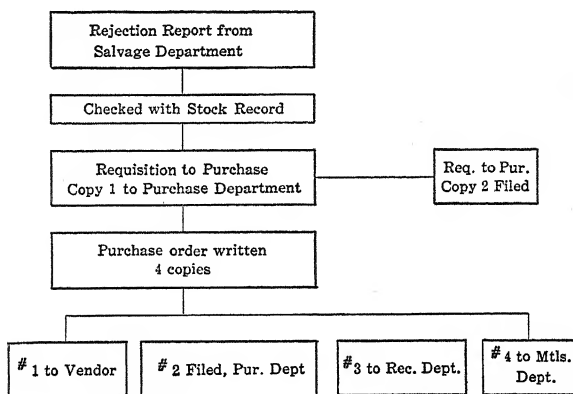 Rejection Report from
Salvage Department
Checked with Stock Record
Requisition to Purchase
Copy 1 to Purchase Department
Req. to Pur.
Copy 2 Filed
Purchase order written
4 copies
# 1 to Vendor
# 2 Filed, Pur. Dept
#3 to Rec. Dept.
# 4 to Mtls.
Dept.